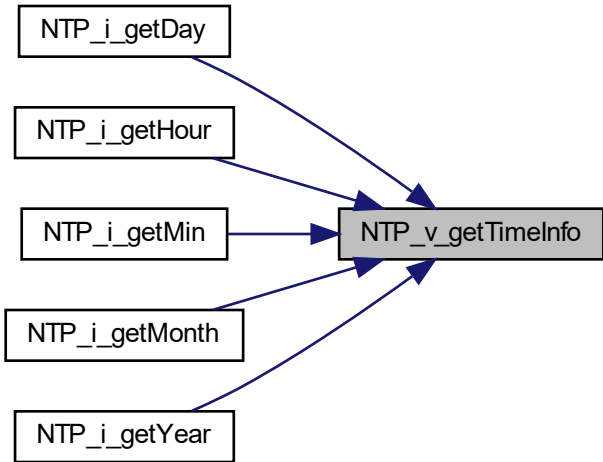 NTP_i_getDay
NTP_i_getHour
NTP_i_getMin
NTP_v_getTimeInfo
NTP_i_getMonth
NTP_i_getYear